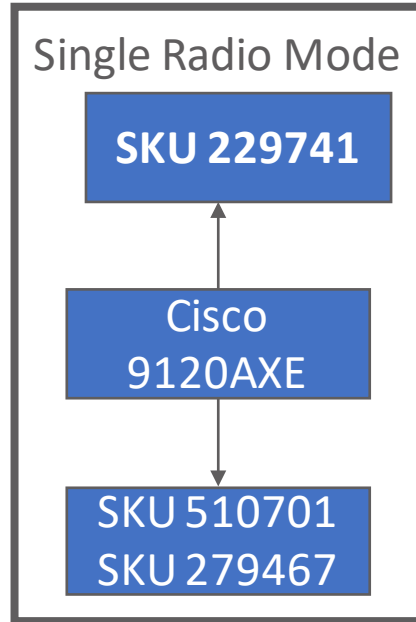 Single Radio Mode
SKU 229741
Cisco
9120AXE
SKU 510701
SKU 279467